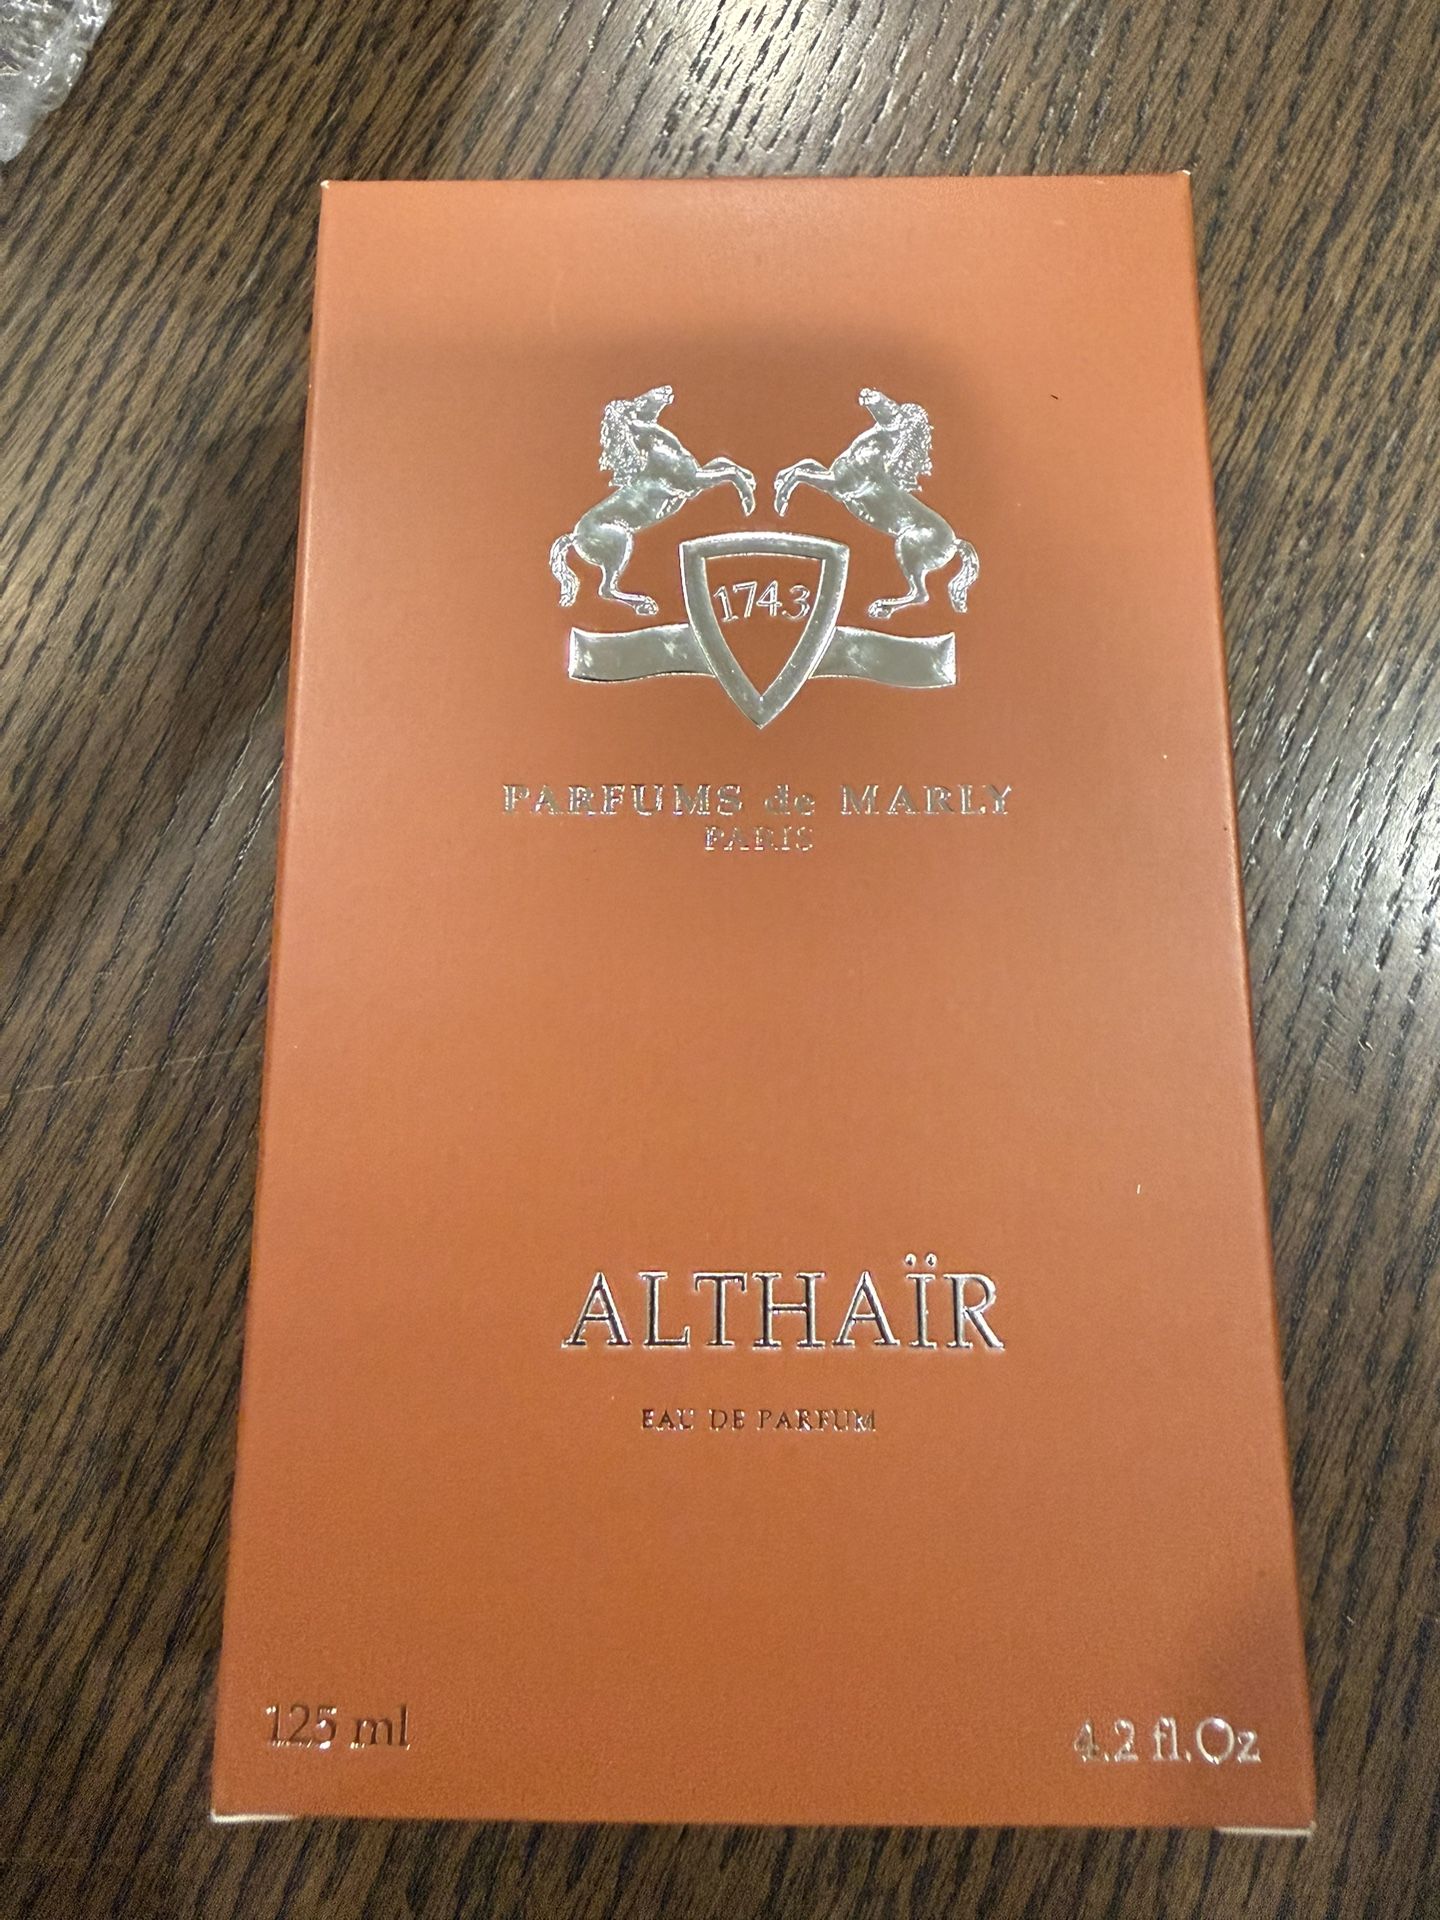 1743
PARFUMS de MARLY
PARIS
ALTHAÏR
EAU DE PARFUM
125 ml
4.2 fl.Oz